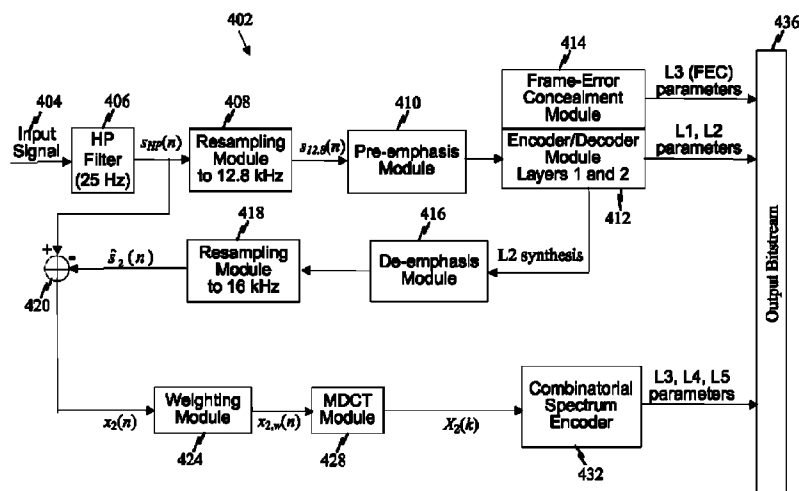 402
436
414
404
406
408
410
Frame-Error
Concealment
Module
L3 (FEC)
parameters
Input
Signal
HP
Filter
(25 Hz)
s_HP(n)
Resampling
Module
to 12.8 kHz
s_12.8(n)
Pre-emphasis
Module
Encoder/Decoder
Module
Layers 1 and 2
L1, L2
parameters
412
418
416
+
-
ŝ_2(n)
Resampling
Module
to 16 kHz
De-emphasis
Module
L2 synthesis
420
Output Bitstream
x_2(n)
Weighting
Module
x_2,w(n)
MDCT
Module
X_2(k)
Combinatorial
Spectrum
Encoder
L3, L4, L5
parameters
424
428
432